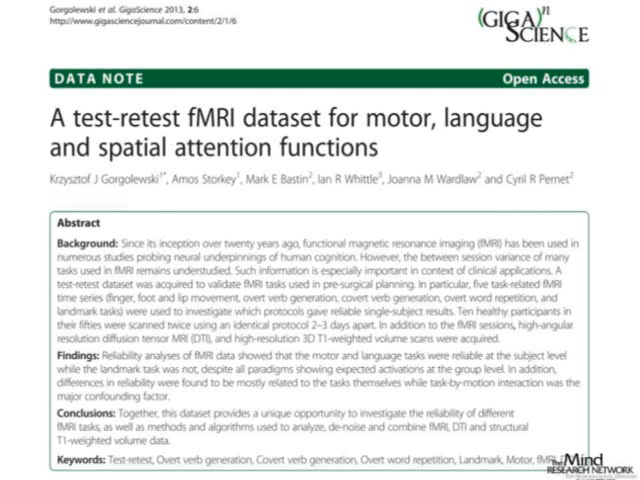 Gorgolewski et al. GigaScience 2013, 2:6
http://www.gigasciencejournal.com/content/2/1/6
(GIGA)n
SCIENCE
DATA NOTE Open Access
A test-retest fMRI dataset for motor, language
and spatial attention functions
Krzysztof J Gorgolewski1*, Amos Storkey1, Mark E Bastin2, Ian R Whittle3, Joanna M Wardlaw2 and Cyril R Pernet2
Abstract
Background: Since its inception over twenty years ago, functional magnetic resonance imaging (fMRI) has been used in
numerous studies probing neural underpinnings of human cognition. However, the between session variance of many
tasks used in fMRI remains understudied. Such information is especially important in context of clinical applications. A
test-retest dataset was acquired to validate fMRI tasks used in pre-surgical planning. In particular, five task-related fMRI
time series (finger, foot and lip movement, overt verb generation, covert verb generation, overt word repetition, and
landmark tasks) were used to investigate which protocols gave reliable single-subject results. Ten healthy participants in
their fifties were scanned twice using an identical protocol 2–3 days apart. In addition to the fMRI sessions, high-angular
resolution diffusion tensor MRI (DTI), and high-resolution 3D T1-weighted volume scans were acquired.
Findings: Reliability analyses of fMRI data showed that the motor and language tasks were reliable at the subject level
while the landmark task was not, despite all paradigms showing expected activations at the group level. In addition,
differences in reliability were found to be mostly related to the tasks themselves while task-by-motion interaction was the
major confounding factor.
Conclusions: Together, this dataset provides a unique opportunity to investigate the reliability of different
fMRI tasks, as well as methods and algorithms used to analyze, de-noise and combine fMRI, DTI and structural
T1-weighted volume data.
Keywords: Test-retest, Overt verb generation, Covert verb generation, Overt word repetition, Landmark, Motor, fMRI
The Mind
RESEARCH NETWORK